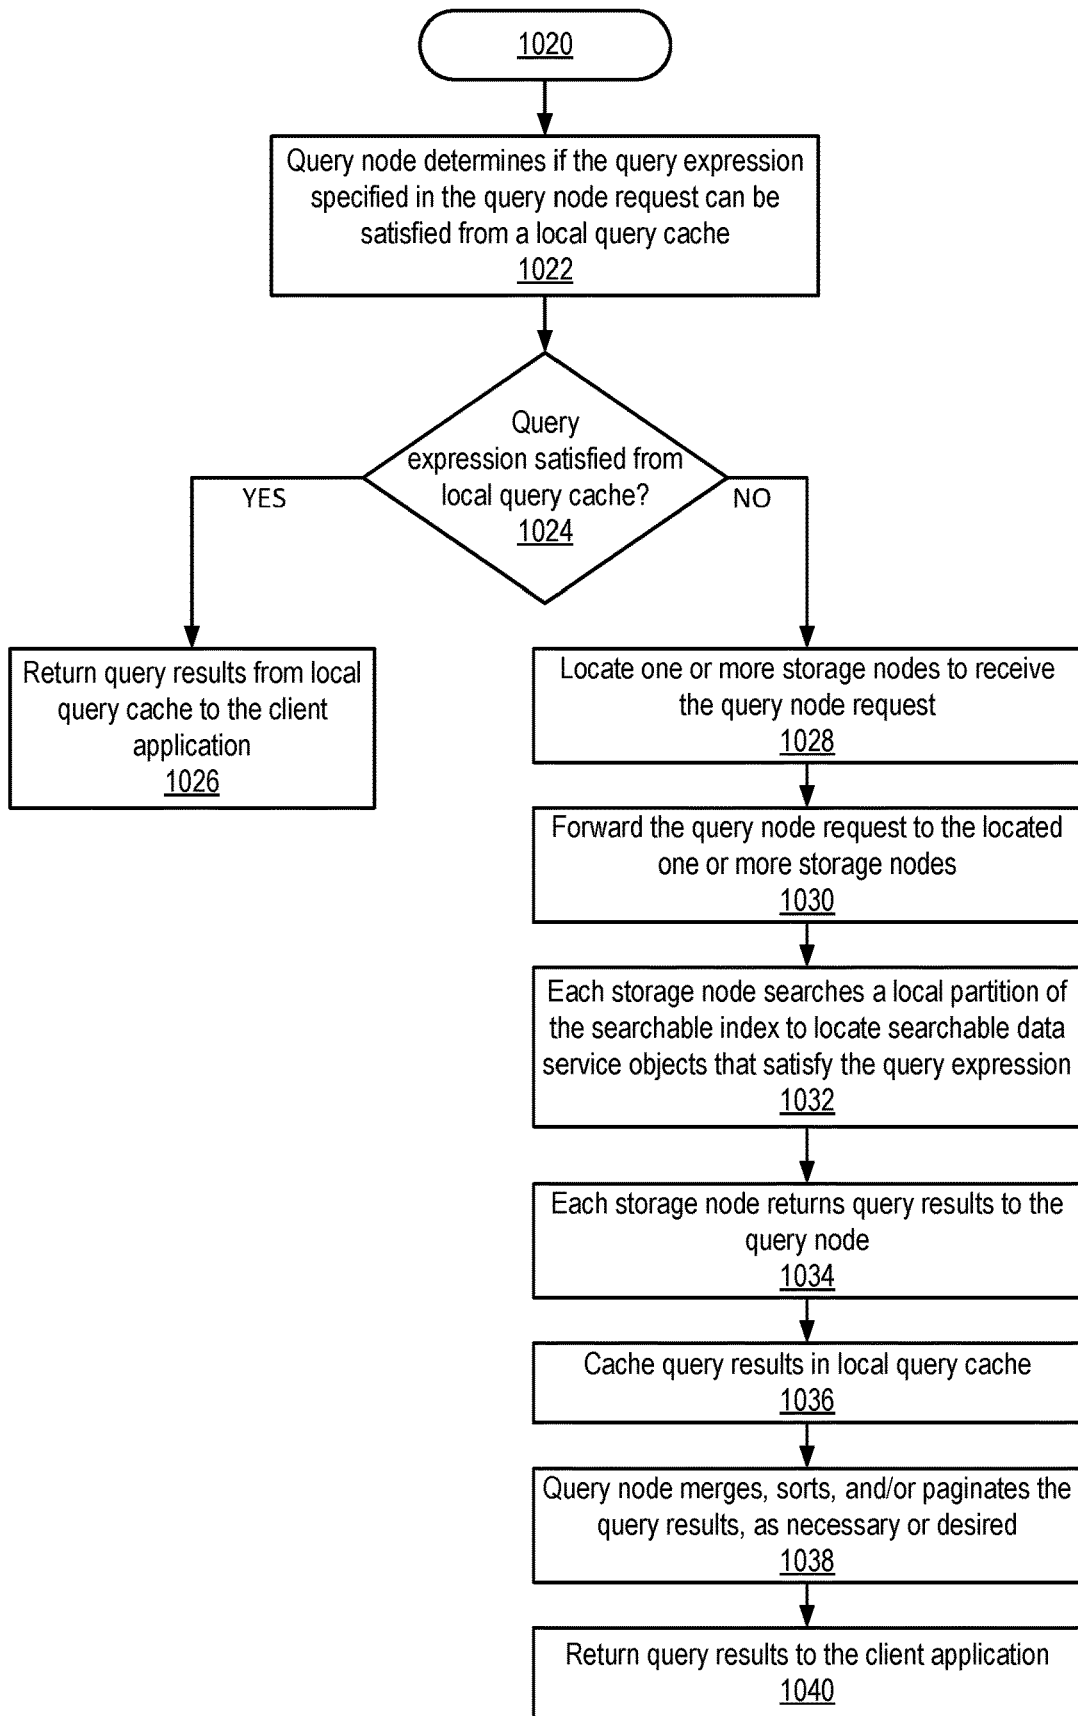 1020
Query node determines if the query expression
specified in the query node request can be
satisfied from a local query cache
1022
Query
expression satisfied from
local query cache?
1024
YES
NO
Return query results from local
query cache to the client
application
1026
Locate one or more storage nodes to receive
the query node request
1028
Forward the query node request to the located
one or more storage nodes
1030
Each storage node searches a local partition of
the searchable index to locate searchable data
service objects that satisfy the query expression
1032
Each storage node returns query results to the
query node
1034
Cache query results in local query cache
1036
Query node merges, sorts, and/or paginates the
query results, as necessary or desired
1038
Return query results to the client application
1040